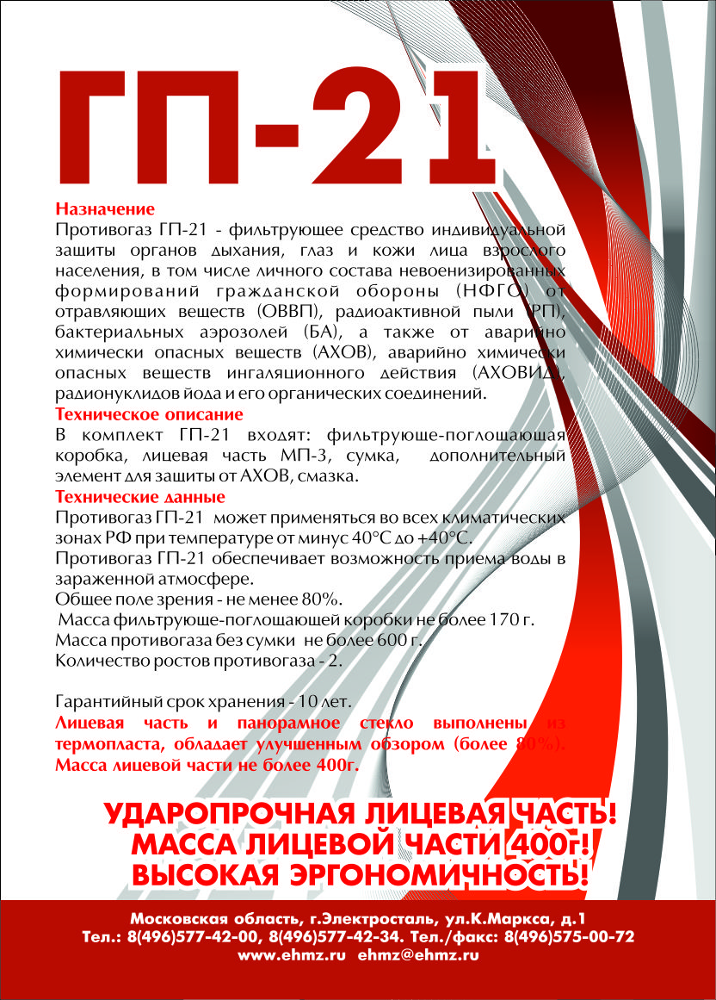 ГП-21
Назначение
Противогаз ГП-21 - фильтрующее средство индивидуальной
защиты органов дыхания, глаз и кожи лица взрослого
населения, в том числе личного состава невоенизированных
формирований гражданской обороны (НФГО) от
отравляющих веществ (ОВВП), радиоактивной пыли (РП),
бактериальных аэрозолей (БА), а также от аварийно
химически опасных веществ (АХОВ), аварийно химически
опасных веществ ингаляционного действия (АХОВИД),
радионуклидов йода и его органических соединений.
Техническое описание
В комплект ГП-21 входят: фильтрующе-поглощающая
коробка, лицевая часть МП-3, сумка, дополнительный
элемент для защиты от АХОВ, смазка.
Технические данные
Противогаз ГП-21 может применяться во всех климатических
зонах РФ при температуре от минус 40°С до +40°С.
Противогаз ГП-21 обеспечивает возможность приема воды в
зараженной атмосфере.
Общее поле зрения - не менее 80%.
Масса фильтрующе-поглощающей коробки не более 170 г.
Масса противогаза без сумки не более 600 г.
Количество ростов противогаза - 2.
Гарантийный срок хранения - 10 лет.
Лицевая часть и панорамное стекло выполнены из
термопласта, обладает улучшенным обзором (более 80%).
Масса лицевой части не более 400г.
УДАРОПРОЧНАЯ ЛИЦЕВАЯ ЧАСТЬ!
МАССА ЛИЦЕВОЙ ЧАСТИ 400г!
ВЫСОКАЯ ЭРГОНОМИЧНОСТЬ!
Московская область, г.Электросталь, ул.К.Маркса, д.1
Тел.: 8(496)577-42-00, 8(496)577-42-34. Тел./факс: 8(496)575-00-72
www.ehmz.ru ehmz@ehmz.ru